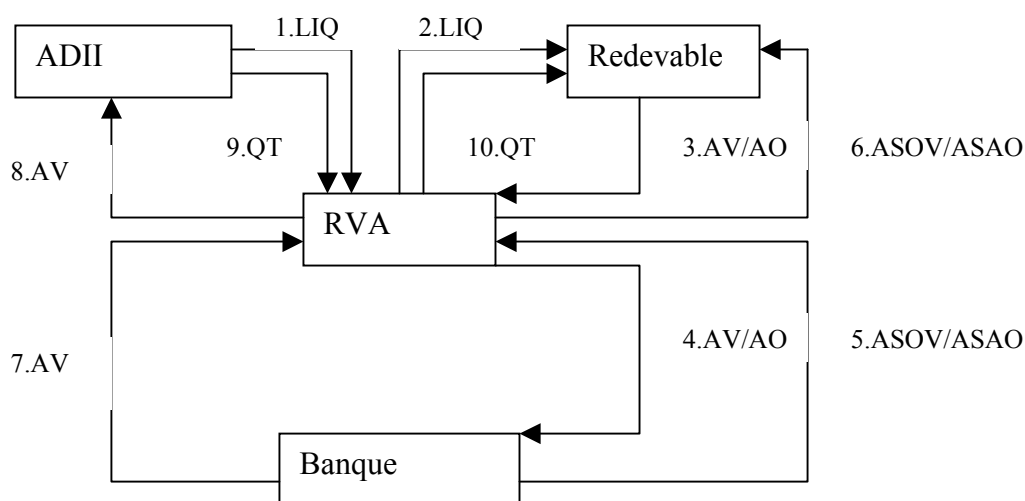 1.LIQ
2.LIQ
ADII
Redevable
9.QT
10.QT
3.AV/AO
6.ASOV/ASAO
8.AV
RVA
4.AV/AO
5.ASOV/ASAO
7.AV
Banque